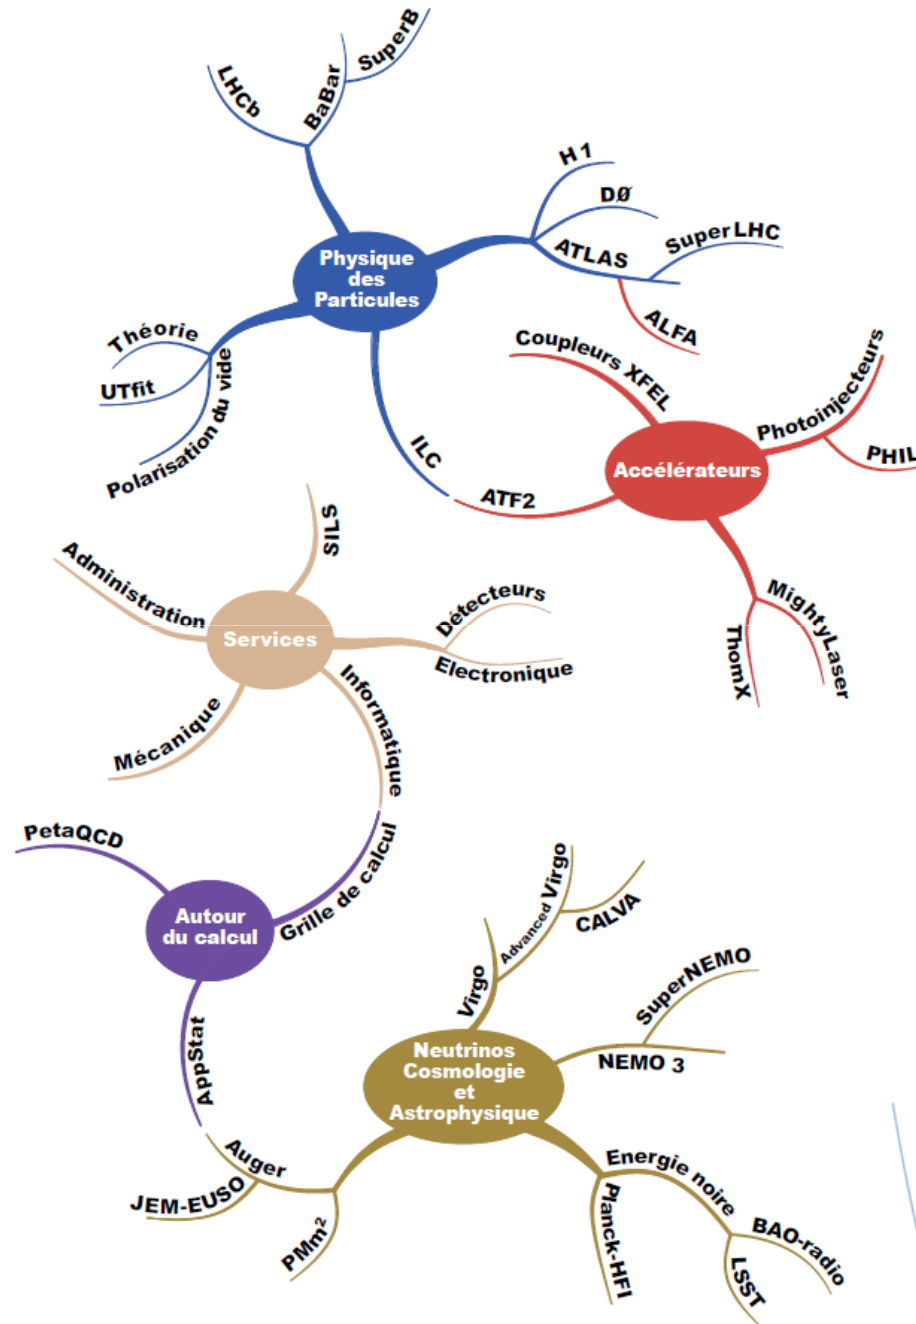 SuperB
LHCb
BaBar
H1
DØ
ATLAS
SuperLHC
ALFA
Physique
des
Particules
Théorie
UTfit
Polarisation du vide
ILC
Coupleurs XFEL
Photoinjecteurs
PHIL
Accélérateurs
ATF2
MightyLaser
ThomX
SILS
Administration
Services
Détecteurs
Electronique
Informatique
Mécanique
PetaQCD
Autour
du calcul
Grille de calcul
AppStat
Virgo
Advanced Virgo
CALVA
SuperNEMO
NEMO 3
Neutrinos
Cosmologie
et
Astrophysique
Auger
JEM-EUSO
PMm²
Energie noire
Planck-HFI
BAO-radio
LSST